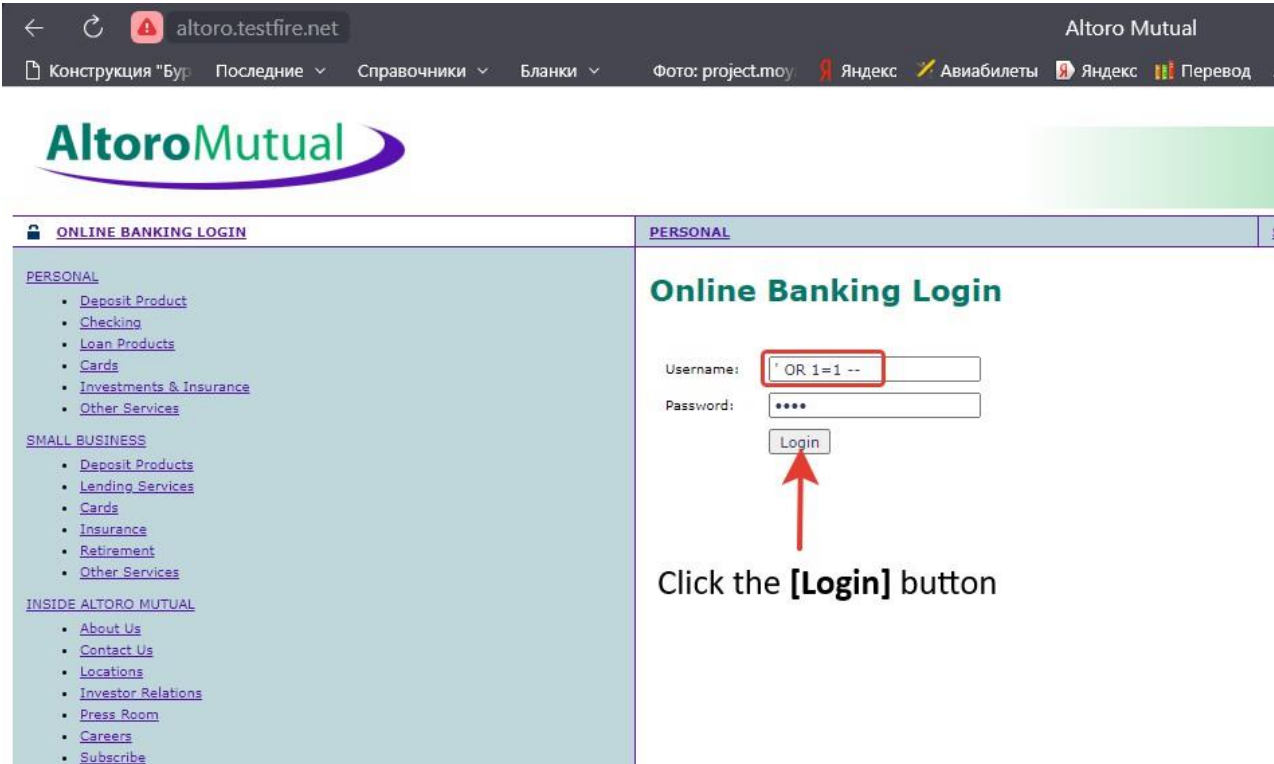 altoro.testfire.net
Altoro Mutual
Конструкция "Бур
Последние
Справочники
Бланки
Фото: project.moy
Яндекс
Авиабилеты
Яндекс
Перевод
AltoroMutual
ONLINE BANKING LOGIN
PERSONAL
PERSONAL
• Deposit Product
• Checking
• Loan Products
• Cards
• Investments & Insurance
• Other Services
SMALL BUSINESS
• Deposit Products
• Lending Services
• Cards
• Insurance
• Retirement
• Other Services
INSIDE ALTORO MUTUAL
• About Us
• Contact Us
• Locations
• Investor Relations
• Press Room
• Careers
• Subscribe
Online Banking Login
Username:
' OR 1=1 --
Password:
••••
Login
Click the [Login] button